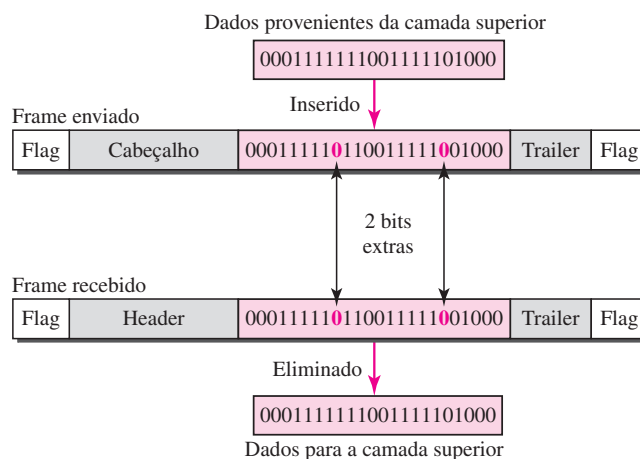 Dados provenientes da camada superior
0001111111001111101000
Inserido
Frame enviado
Flag Cabeçalho 000111110110011111001000 Trailer Flag
2 bits
extras
Frame recebido
Flag Header 000111110110011111001000 Trailer Flag
Eliminado
0001111111001111101000
Dados para a camada superior